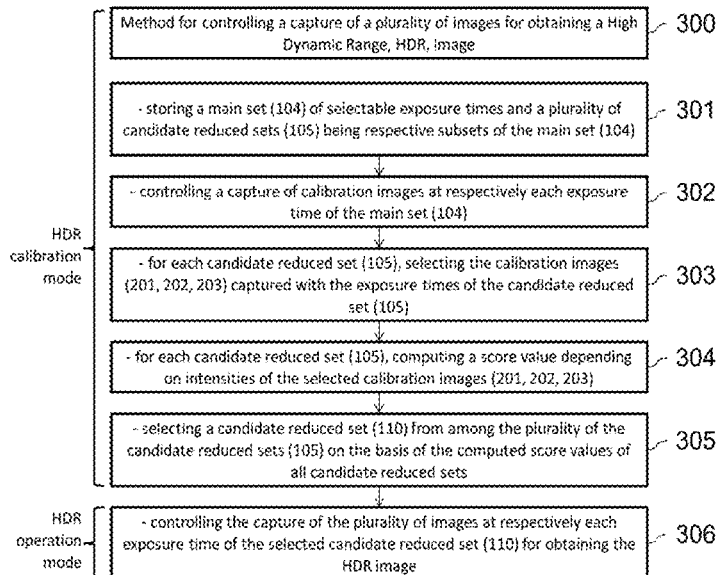 Method for controlling a capture of a plurality of images for obtaining a High
Dynamic Range, HDR, Image
300
- storing a main set (104) of selectable exposure times and a plurality of
candidate reduced sets (105) being respective subsets of the main set (104)
301
- controlling a capture of calibration images at respectively each exposure
time of the main set (104)
302
HDR
calibration
mode
- for each candidate reduced set (105), selecting the calibration images
(201, 202, 203) captured with the exposure times of the candidate reduced
set (105)
303
- for each candidate reduced set (105), computing a score value depending
on intensities of the selected calibration images (201, 202, 203)
304
- selecting a candidate reduced set (110) from among the plurality of the
candidate reduced sets (105) on the basis of the computed score values of
all candidate reduced sets
305
HDR
operation
mode
- controlling the capture of the plurality of images at respectively each
exposure time of the selected candidate reduced set (110) for obtaining the
HDR image
306